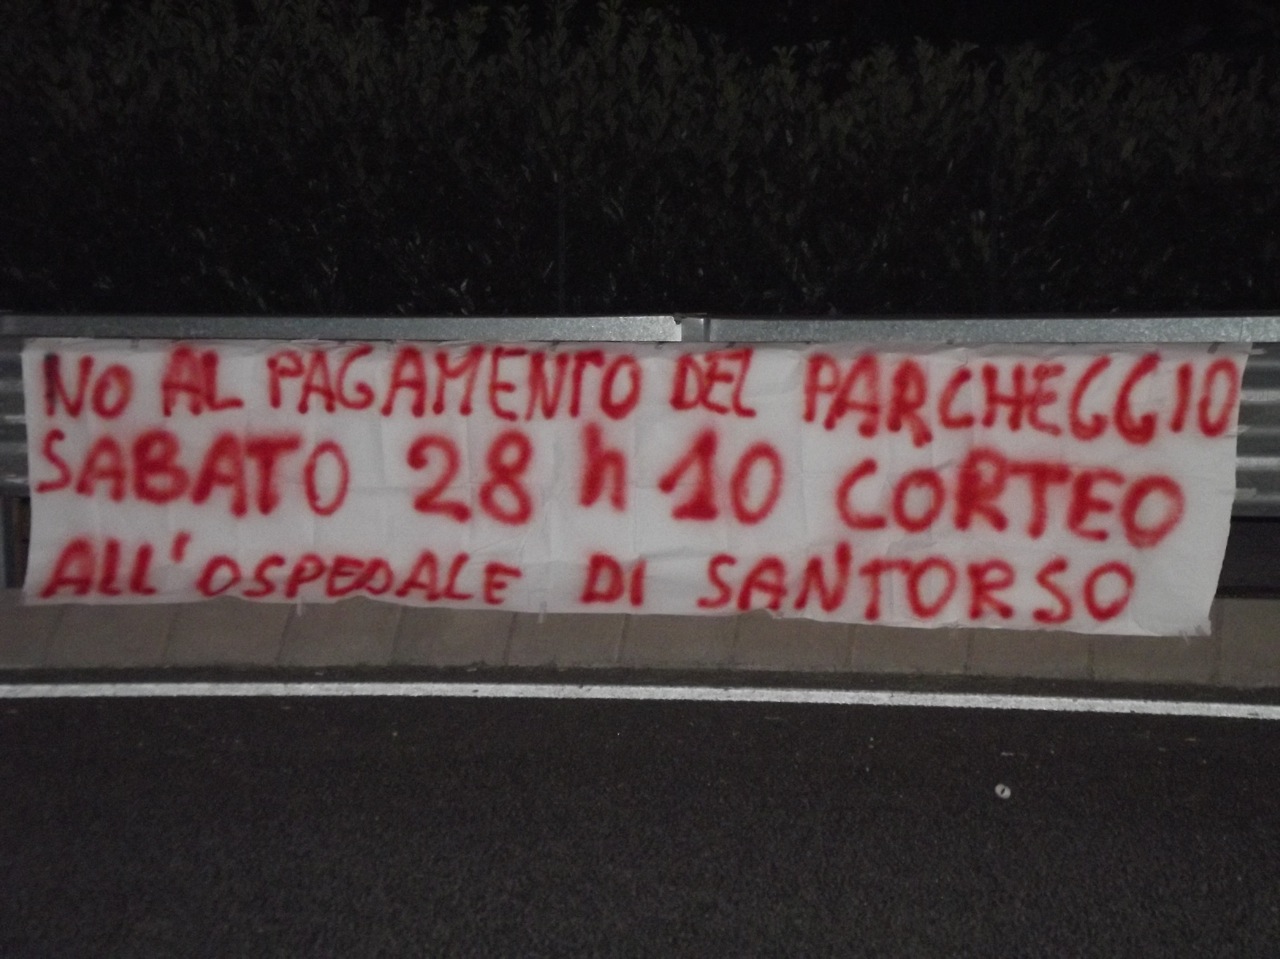 NO AL PAGAMENTO DEL PARCHEGGIO
SABATO 28 h 10 CORTEO
ALL'OSPEDALE DI SANTORSO